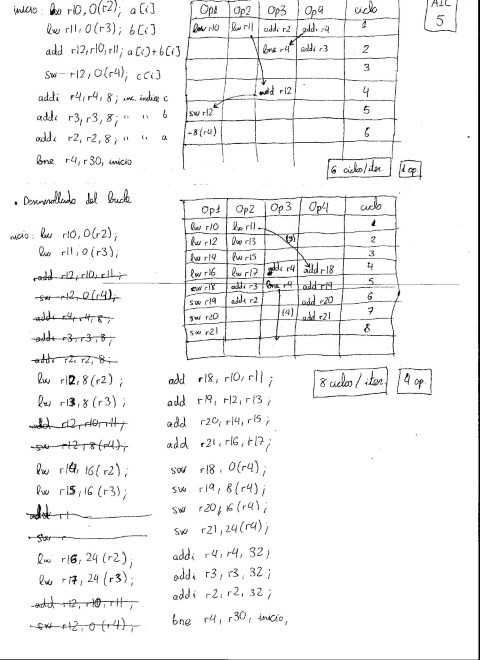 AIC
5
inicio: lw r10, 0(r2); a[i]
lw r11, 0(r3); b[i]
add r12, r10, r11; a[i]+b[i]
sw r12, 0(r4); c[i]
addi r4, r4, 8; inc. indice c
addi r3, r3, 8; " " b
addi r2, r2, 8; " " a
bne r4, r30, inicio
Op1 Op2 Op3 Op4 ciclo
lw r10 lw r11 addi r2 addi r4 1
bne r4 addi r3 2
3
add r12 4
sw r12 5
-8(r4) 6
6 ciclos/iter. 1 op.
• Desenrollado del bucle
Op1 Op2 Op3 Op4 ciclo
lw r10 lw r11 1
lw r12 lw r13 (3) 2
lw r14 lw r15 3
lw r16 lw r17 addi r4 add r18 4
sw r18 addi r3 bne r4 add r19 5
sw r19 addi r2 add r20 6
sw r20 (4) add r21 7
sw r21 8
8 ciclos/iter 4 op.
inicio: lw r10, 0(r2);
lw r11, 0(r3);
add r12, r10, r11;
sw r12, 0(r4);
addi r4, r4, 8;
addi r3, r3, 8;
addi r2, r2, 8;
lw r12, 8(r2); add r18, r10, r11;
lw r13, 8(r3); add r19, r12, r13;
add r12, r10, r11; add r20, r14, r15;
sw r12, 8(r4); add r21, r16, r17;
lw r14, 16(r2); sw r18, 0(r4);
lw r15, 16(r3); sw r19, 8(r4);
add r1 sw r20, 16(r4);
sw r sw r21, 24(r4);
lw r16, 24(r2); addi r4, r4, 32;
lw r17, 24(r3); addi r3, r3, 32;
add r12, r10, r11; addi r2, r2, 32;
sw r12, 0(r4); bne r4, r30, inicio;